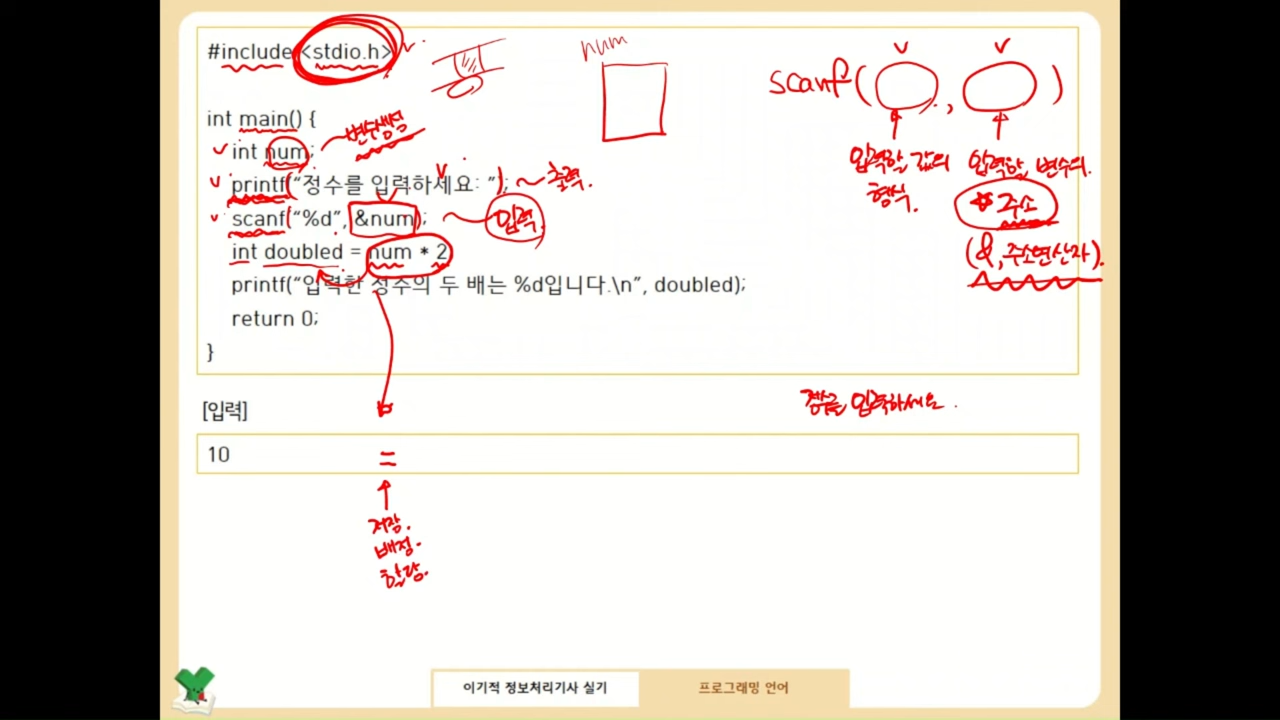 #include <stdio.h>
num
scanf( , )
int main() {
변수생성
int num;
입력할 값의
형식.
입력할 변수의
주소
(&,주소연산자).
printf("정수를 입력하세요: ");
출력.
scanf("%d", &num);
입력.
int doubled = num * 2;
printf("입력한 정수의 두 배는 %d입니다.\n", doubled);
return 0;
}
[입력]
정수를 입력하세요.
10
=
저장.
배정.
할당.
이기적 정보처리기사 실기
프로그래밍 언어